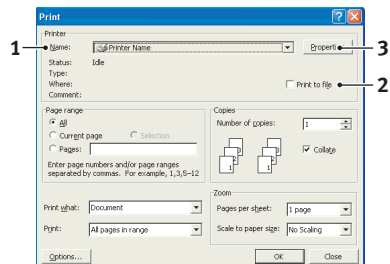 Print
Printer
1
Name:
Printer Name
Properti
3
Status:
Idle
Type:
Where:
Print to file
2
Comment:
Page range
All
Current page
Selection
Pages:
Enter page numbers and/or page ranges
separated by commas. For example, 1,3,5–12
Copies
Number of copies:
1
Collate
Print what:
Document
Print:
All pages in range
Zoom
Pages per sheet:
1 page
Scale to paper size:
No Scaling
Options...
OK
Close